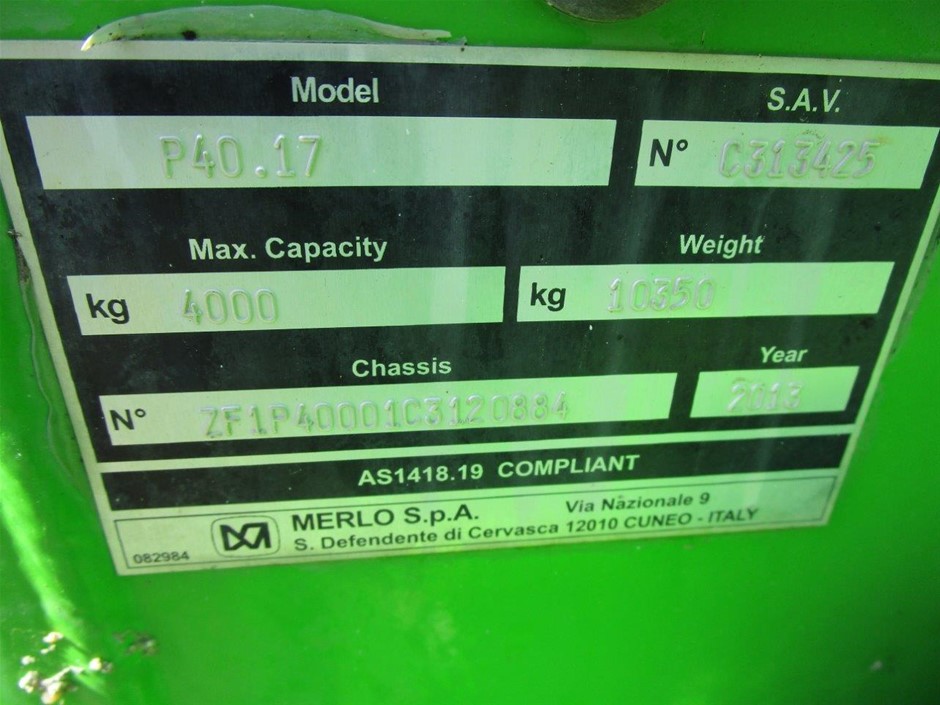 Model S.A.V.
P40.17 N° C313425
Max. Capacity Weight
kg 4000 kg 10350
Chassis Year
N° ZF1P40001C3120884 2013
AS1418.19 COMPLIANT
MERLO S.p.A. Via Nazionale 9
082984 S. Defendente di Cervasca 12010 CUNEO - ITALY